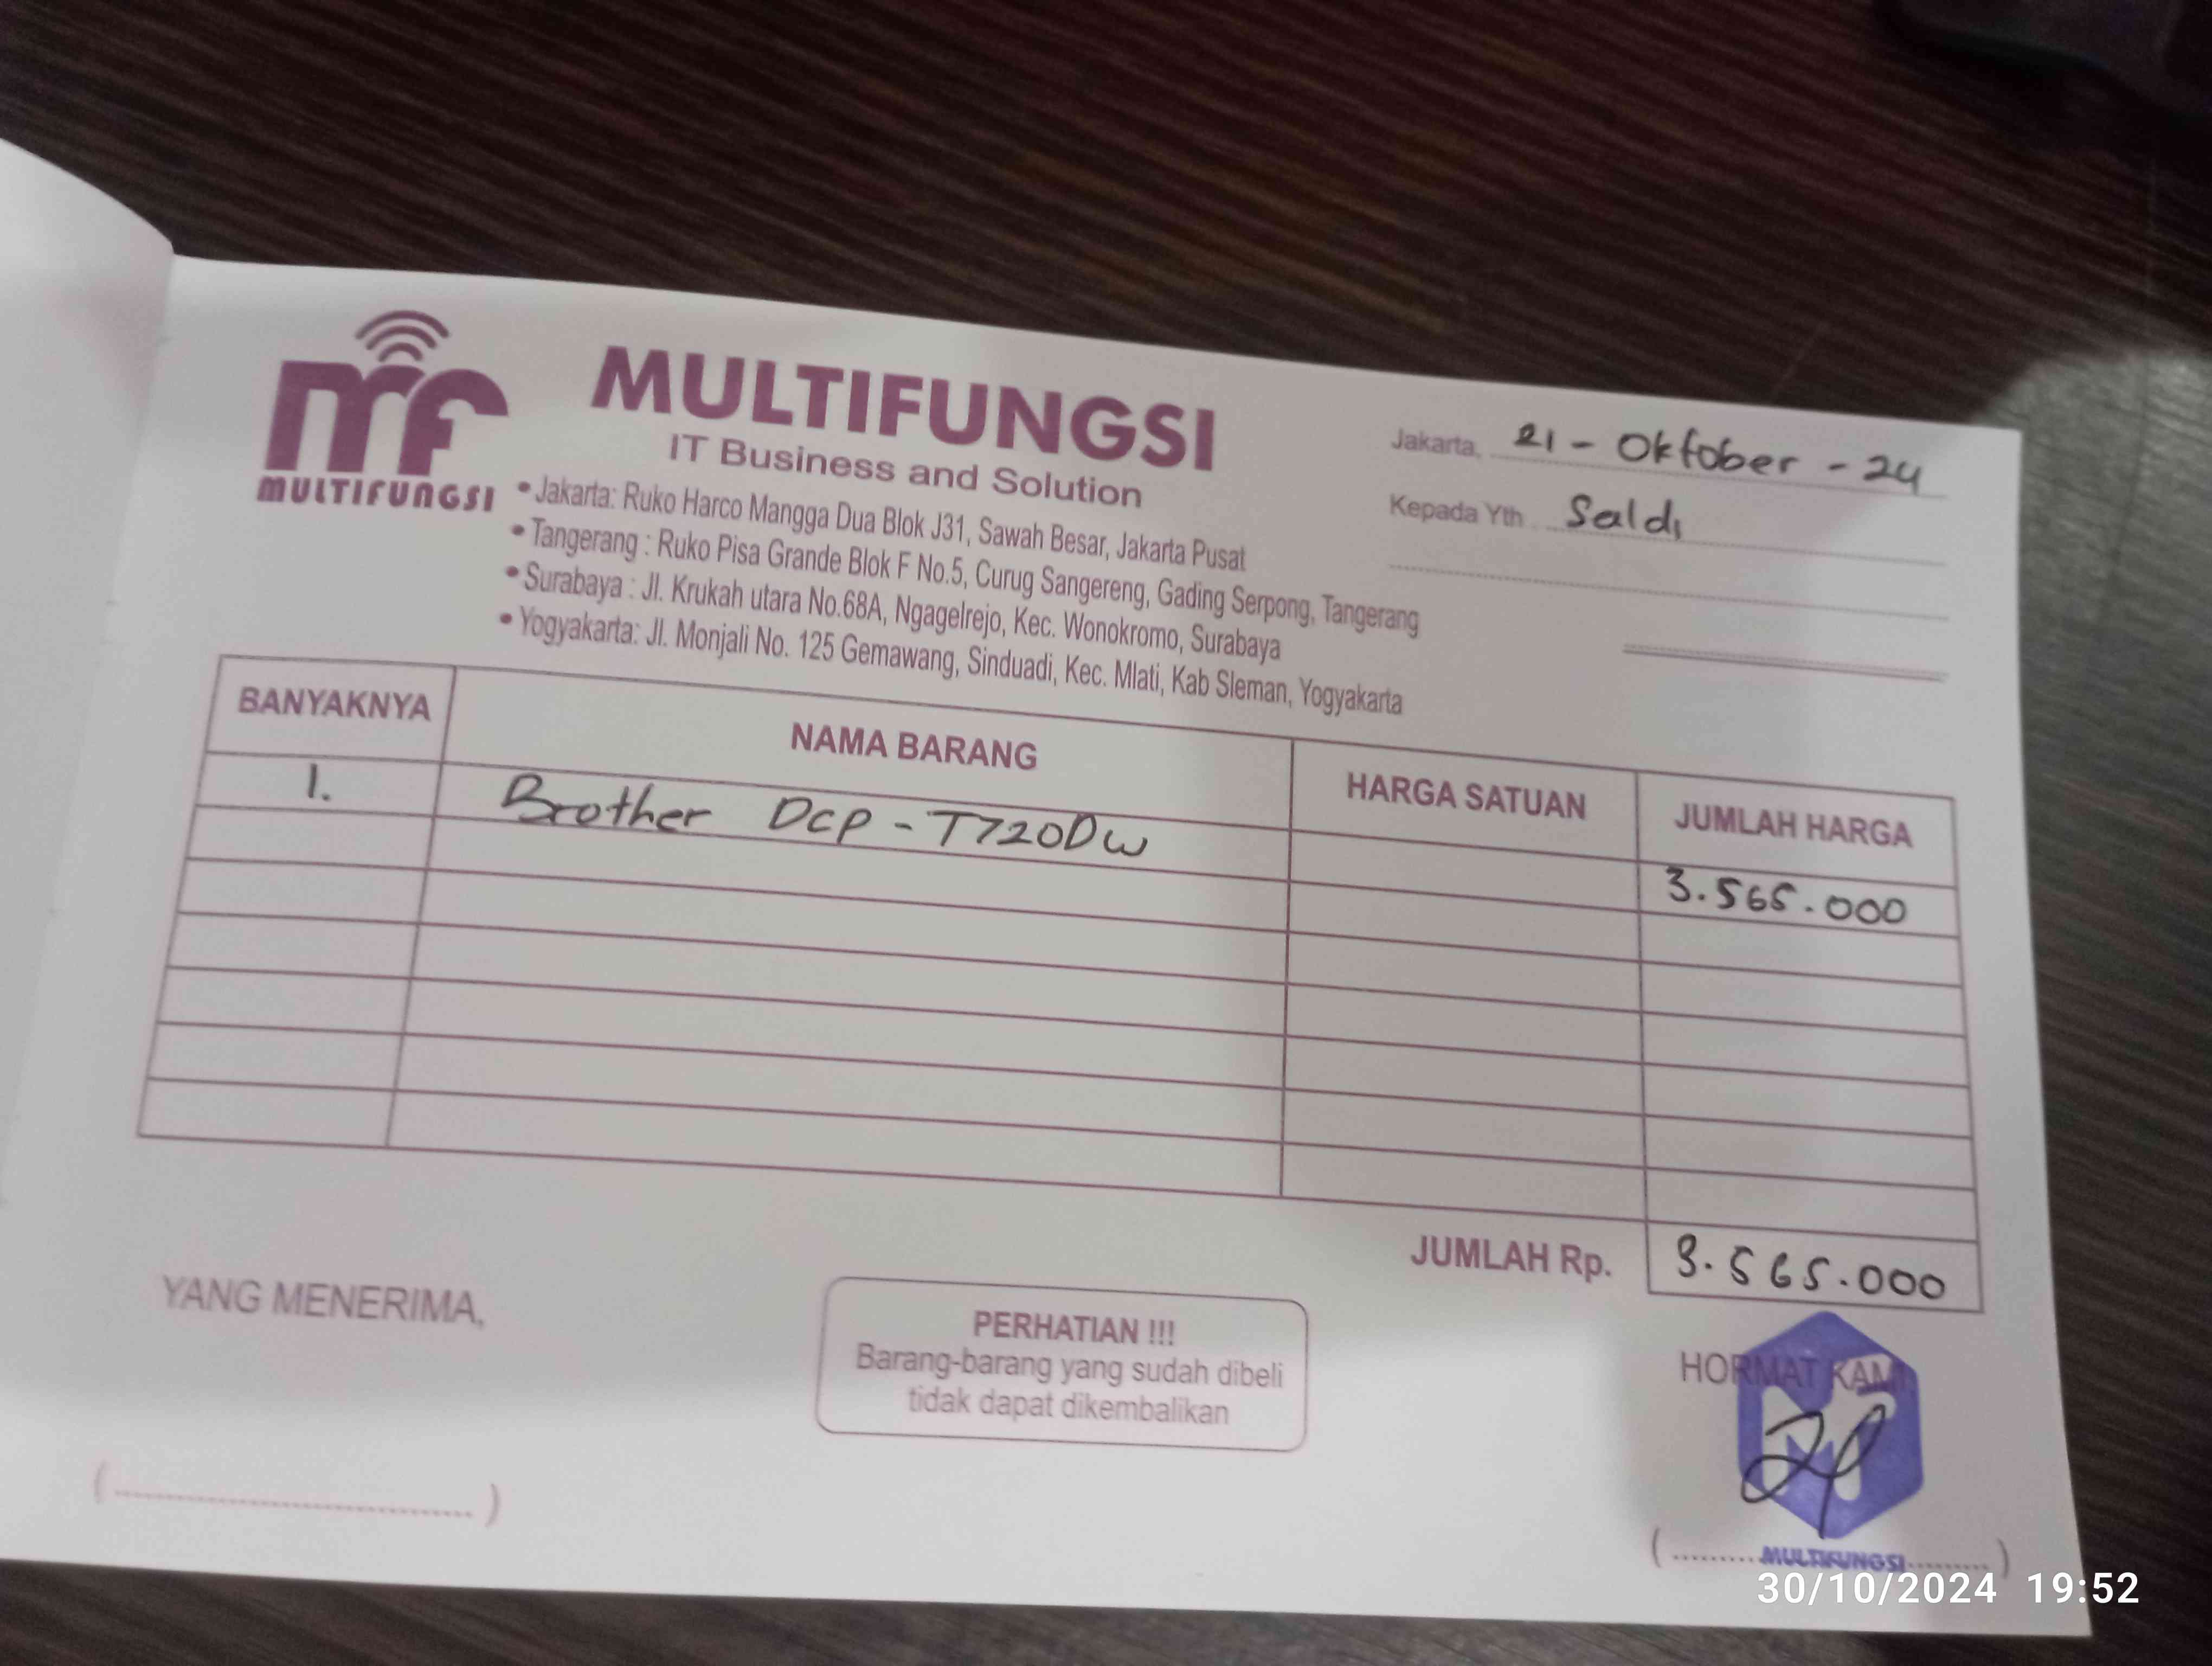 mf
MULTIFUNGSI
MULTIFUNGSI
IT Business and Solution
• Jakarta: Ruko Harco Mangga Dua Blok J31, Sawah Besar, Jakarta Pusat
• Tangerang : Ruko Pisa Grande Blok F No.5, Curug Sangereng, Gading Serpong, Tangerang
• Surabaya : Jl. Krukah utara No.68A, Ngagelrejo, Kec. Wonokromo, Surabaya
• Yogyakarta: Jl. Monjali No. 125 Gemawang, Sinduadi, Kec. Mlati, Kab Sleman, Yogyakarta
Jakarta, 21 - Oktober - 24
Kepada Yth Saldi
BANYAKNYA NAMA BARANG HARGA SATUAN JUMLAH HARGA
1. Brother DCP - T720DW 3.565.000
JUMLAH Rp. 3.565.000
YANG MENERIMA,
PERHATIAN !!!
Barang-barang yang sudah dibeli
tidak dapat dikembalikan
HORMAT KAMI
(..............................)
(.........MULTIFUNGSI.........)
30/10/2024 19:52